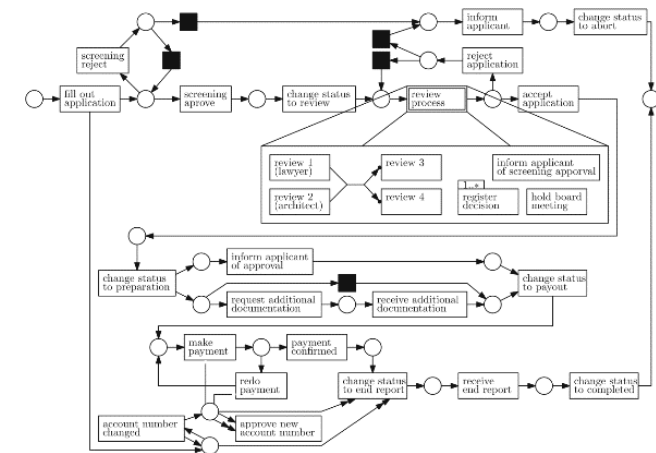 inform
applicant
change status
to abort
screening
reject
reject
application
fill out
application
screening
aprove
change status
to review
review
process
accept
application
review 1
(lawyer)
review 3
inform applicant
of screening apporval
review 2
(architect)
review 4
1..*
register
decision
hold board
meeting
change status
to preparation
inform applicant
of approval
change status
to payout
request additional
documentation
receive additional
documentation
make
payment
payment
confirmed
redo
payment
change status
to end report
receive
end report
change status
to completed
account number
changed
approve new
account number